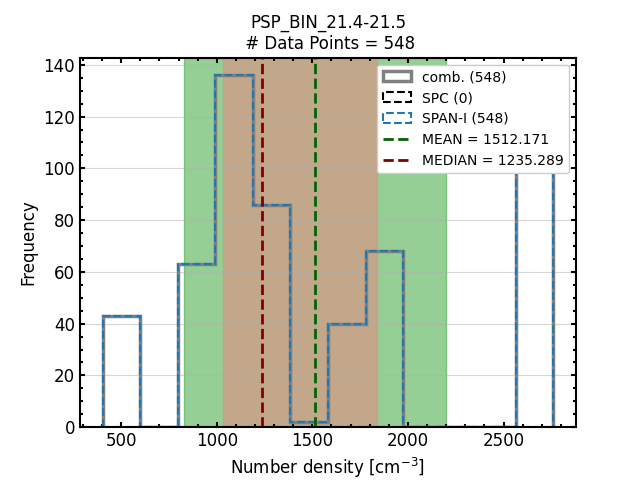 PSP_BIN_21.4-21.5
# Data Points = 548
140
120
100
80
60
40
20
0
Frequency
comb. (548)
SPC (0)
SPAN-I (548)
MEAN = 1512.171
MEDIAN = 1235.289
500 1000 1500 2000 2500
Number density [cm⁻³]